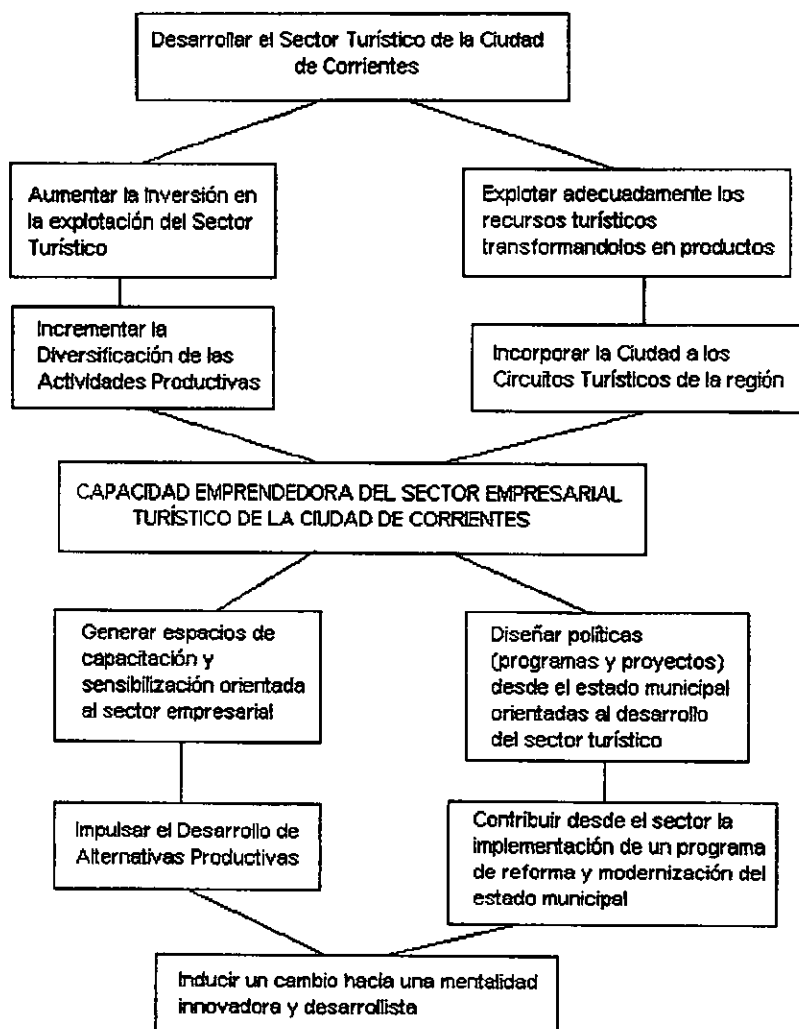 Desarrollar el Sector Turístico de la Ciudad
de Corrientes
Aumentar la Inversión en
la explotación del Sector
Turístico
Explotar adecuadamente los
recursos turísticos
transformandolos en productos
Incrementar la
Diversificación de las
Actividades Productivas
Incorporar la Ciudad a los
Circuitos Turísticos de la región
CAPACIDAD EMPRENDEDORA DEL SECTOR EMPRESARIAL
TURÍSTICO DE LA CIUDAD DE CORRIENTES
Generar espacios de
capacitación y
sensibilización orientada
al sector empresarial
Diseñar políticas
(programas y proyectos)
desde el estado municipal
orientadas al desarrollo
del sector turístico
Impulsar el Desarrollo de
Alternativas Productivas
Contribuir desde el sector la
implementación de un programa
de reforma y modernización del
estado municipal
Inducir un cambio hacia una mentalidad
innovadora y desarrollista